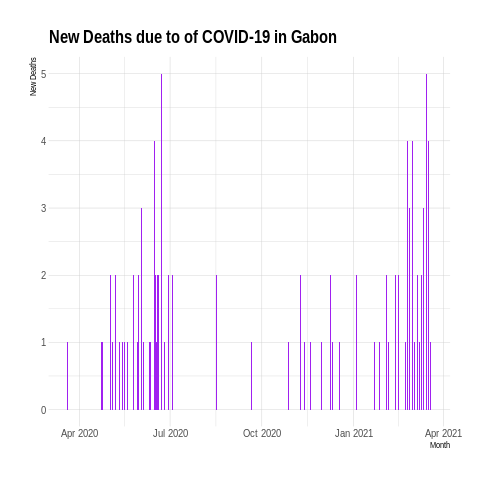 New Deaths due to of COVID-19 in Gabon
New Deaths
5
4
3
2
1
0
Apr 2020 Jul 2020 Oct 2020 Jan 2021 Apr 2021
Month